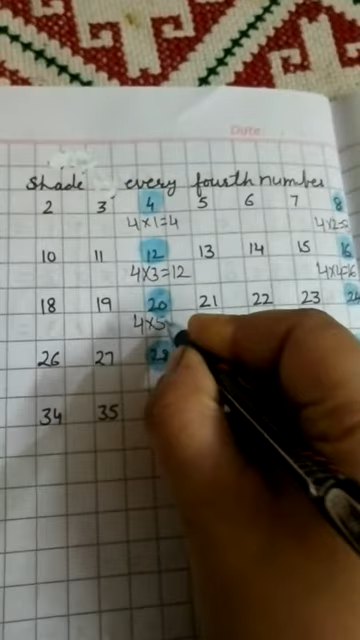 Date
Shade every fourth number
2 3 4 5 6 7 8
4×1=4 4×2=
10 11 12 13 14 15 16
4×3=12 4×4=16
18 19 20 21 22 23 24
4×5
26 27 28
34 35